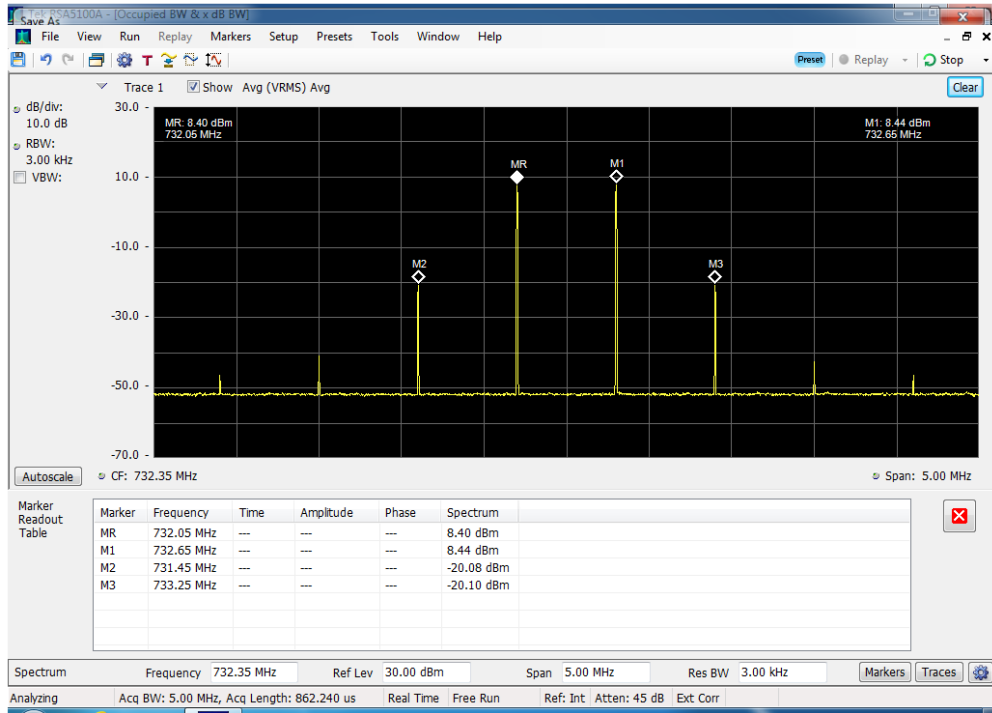 Tek RSA5100A - [Occupied BW & x dB BW]
Save As
File View Run Replay Markers Setup Presets Tools Window Help
T Preset Replay Stop
Trace 1 Show Avg (VRMS) Avg Clear
dB/div:
10.0 dB
RBW:
3.00 kHz
VBW:
30.0
10.0
-10.0
-30.0
-50.0
-70.0
MR: 8.40 dBm
732.05 MHz
M1: 8.44 dBm
732.65 MHz
MR
M1
M2
M3
Autoscale CF: 732.35 MHz Span: 5.00 MHz
Marker
Readout
Table
Marker Frequency Time Amplitude Phase Spectrum
MR 732.05 MHz --- --- --- 8.40 dBm
M1 732.65 MHz --- --- --- 8.44 dBm
M2 731.45 MHz --- --- --- -20.08 dBm
M3 733.25 MHz --- --- --- -20.10 dBm
Spectrum Frequency 732.35 MHz Ref Lev 30.00 dBm Span 5.00 MHz Res BW 3.00 kHz Markers Traces
Analyzing Acq BW: 5.00 MHz, Acq Length: 862.240 us Real Time Free Run Ref: Int Atten: 45 dB Ext Corr